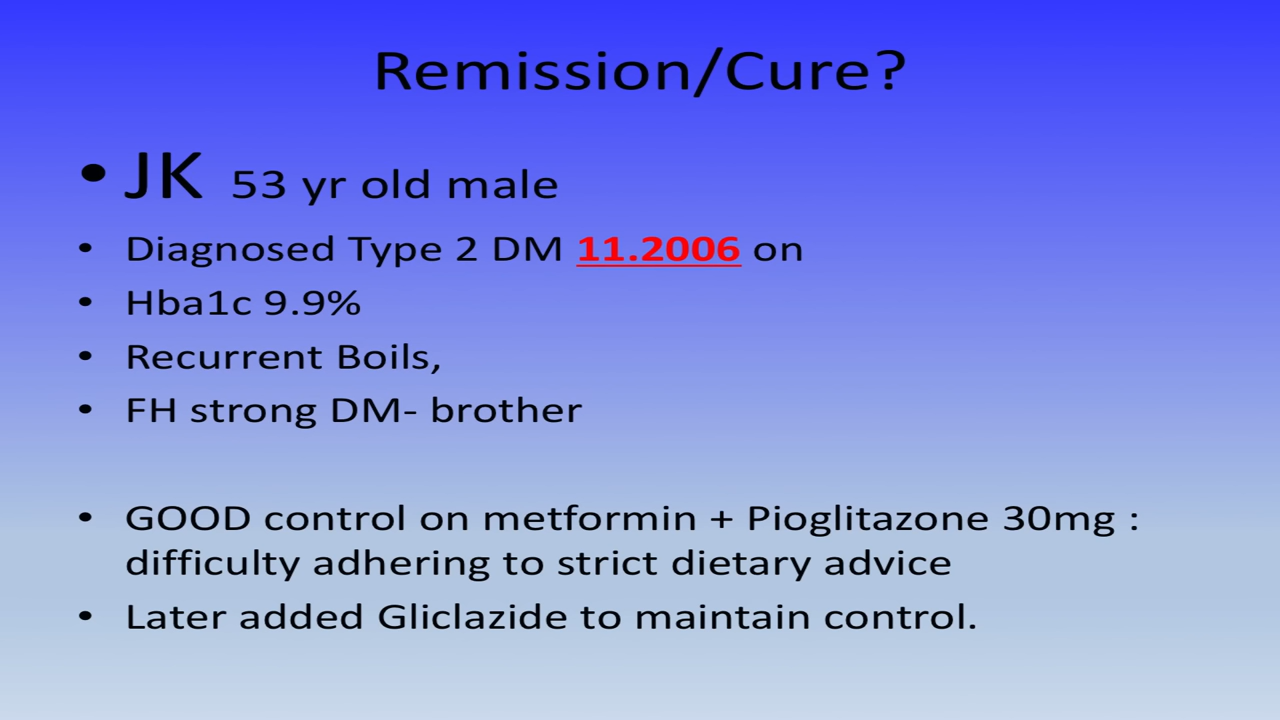 Remission/Cure?
• JK 53 yr old male
• Diagnosed Type 2 DM 11.2006 on
• Hba1c 9.9%
• Recurrent Boils,
• FH strong DM- brother
• GOOD control on metformin + Pioglitazone 30mg :
difficulty adhering to strict dietary advice
• Later added Gliclazide to maintain control.